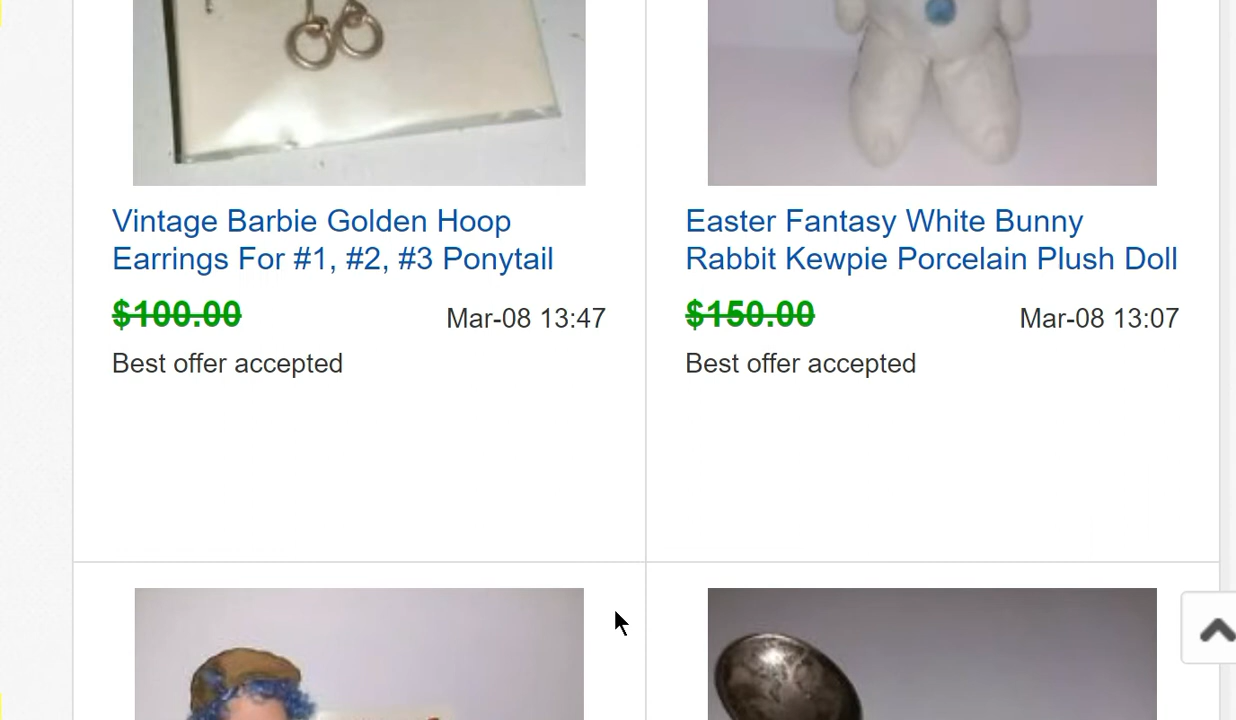 Vintage Barbie Golden Hoop
Earrings For #1, #2, #3 Ponytail
$100.00
Mar-08 13:47
Best offer accepted
Easter Fantasy White Bunny
Rabbit Kewpie Porcelain Plush Doll
$150.00
Mar-08 13:07
Best offer accepted